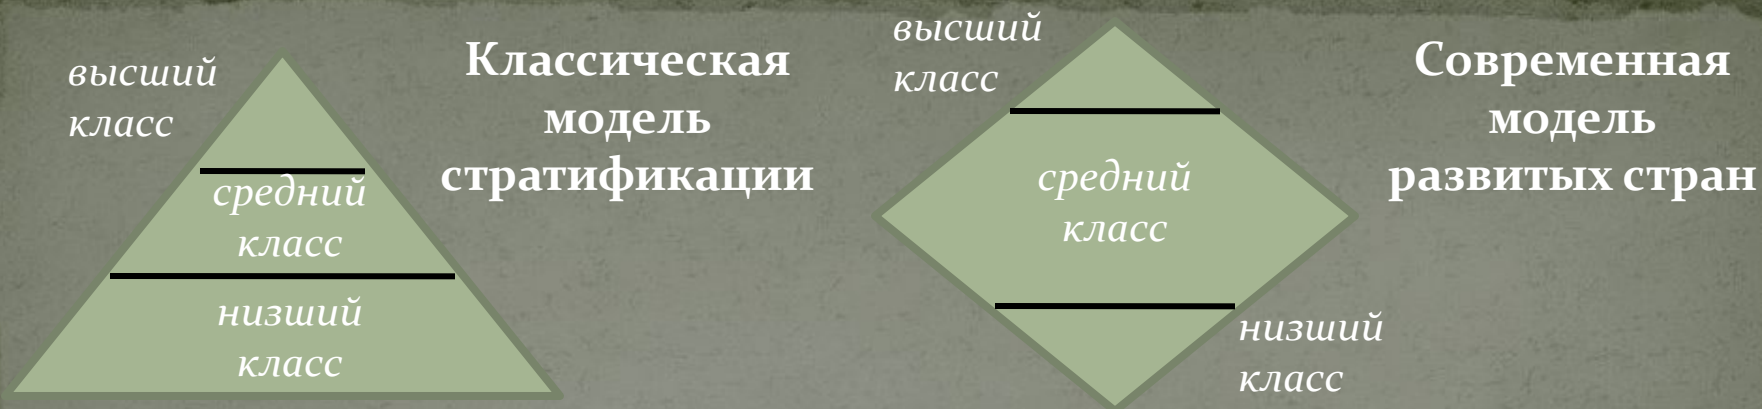 высший
класс
средний
класс
низший
класс
Классическая
модель
стратификации
высший
класс
средний
класс
низший
класс
Современная
модель
развитых стран